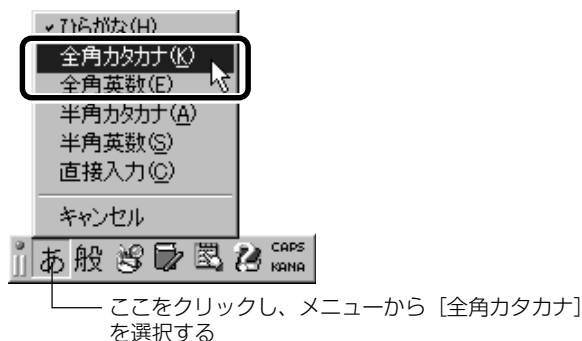 ひらがな(H)
全角カタカナ(K)
全角英数(E)
半角カタカナ(A)
半角英数(S)
直接入力(C)
キャンセル
あ 般 CAPS
KANA
ここをクリックし、メニューから［全角カタカナ］
を選択する